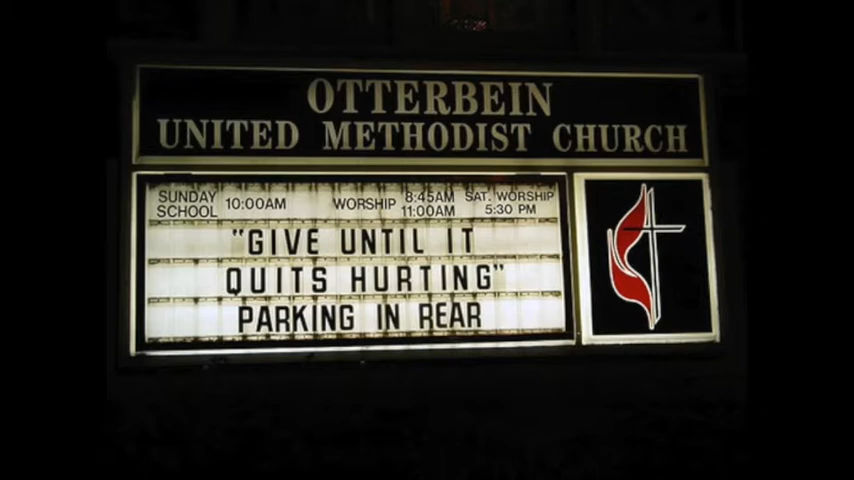 OTTERBEIN
UNITED METHODIST CHURCH
SUNDAY SCHOOL 10:00AM WORSHIP 8:45AM 11:00AM SAT. WORSHIP 5:30 PM
"GIVE UNTIL IT
QUITS HURTING"
PARKING IN REAR